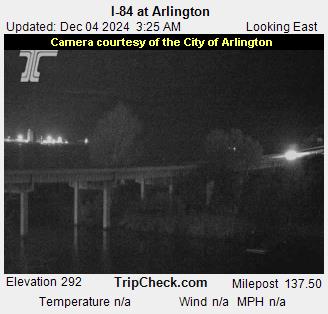 I-84 at Arlington
Updated: Dec 04 2024 3:25 AM Looking East
Camera courtesy of the City of Arlington
Elevation 292 TripCheck.com Milepost 137.50
Temperature n/a Wind n/a MPH n/a